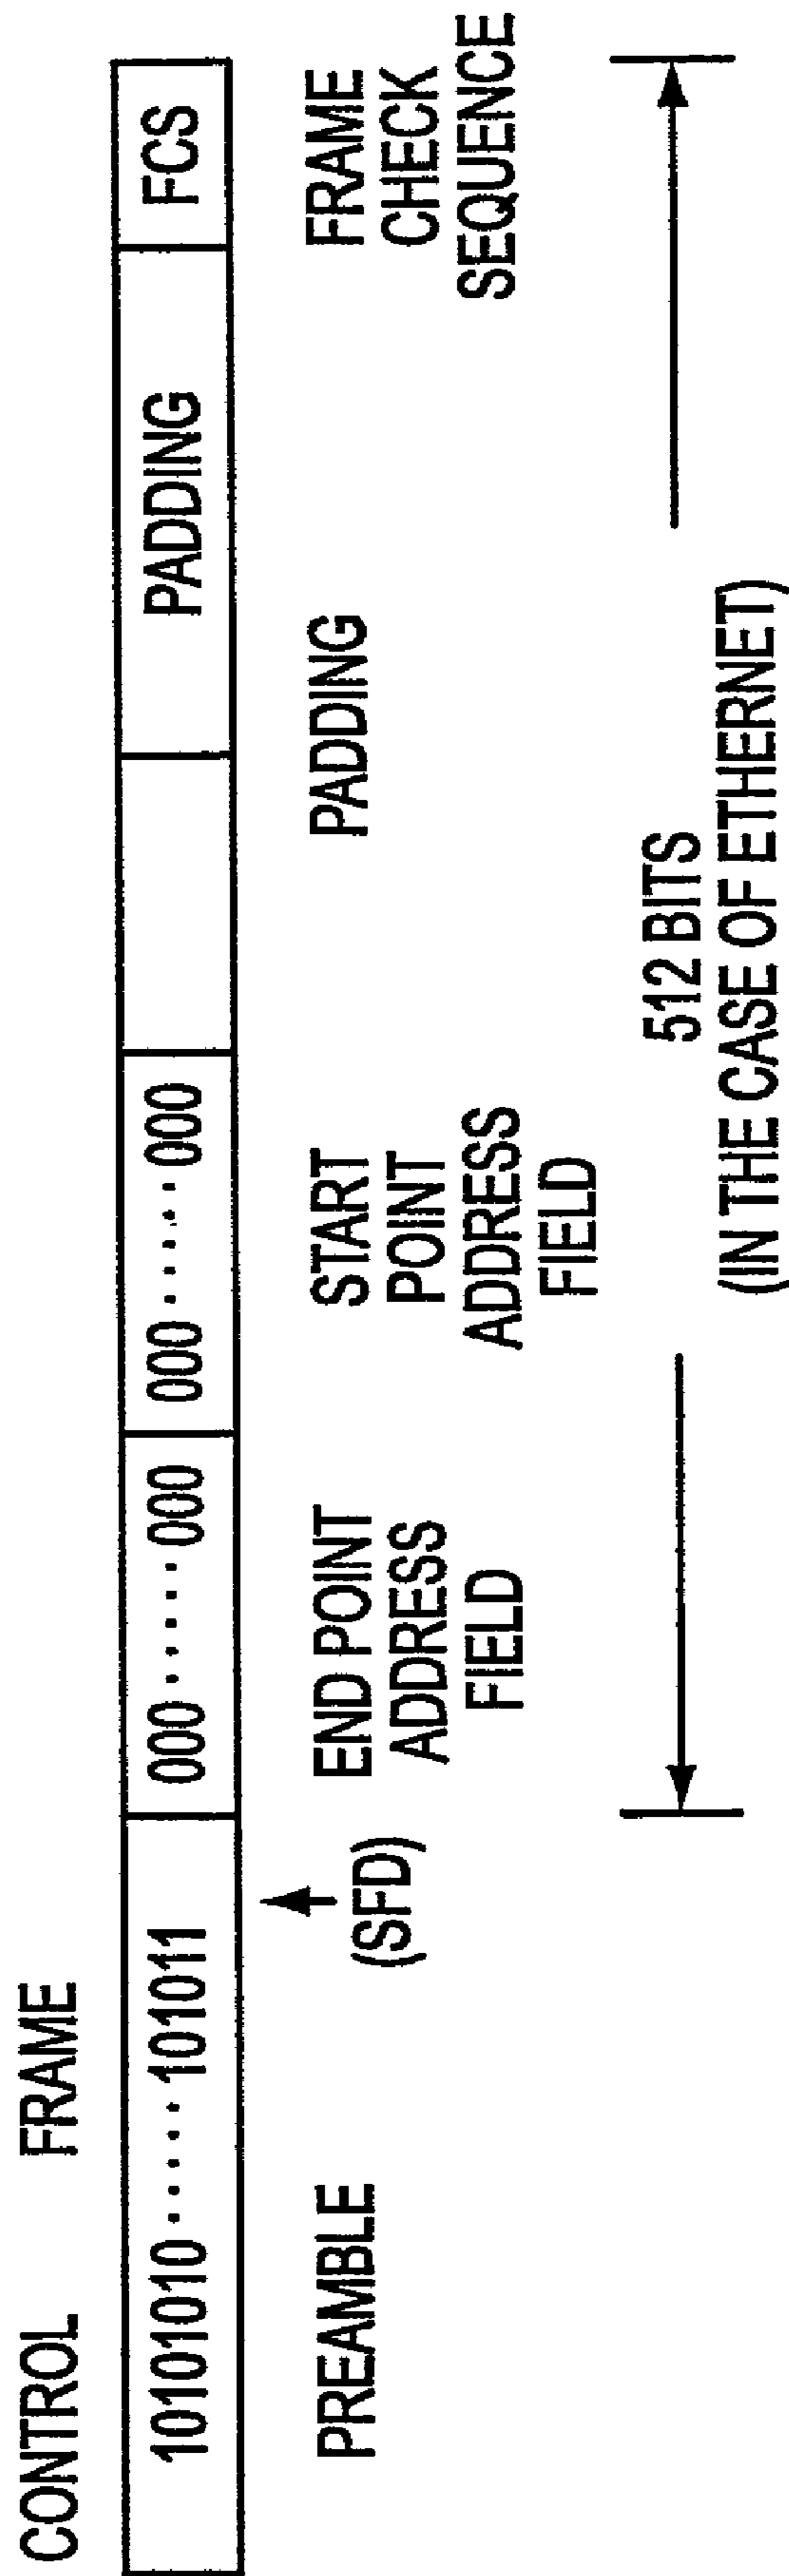 CONTROL FRAME
10101010 ····· 101011
000 ······ 000
000 ······ 000
PADDING
FCS
PREAMBLE
(SFD)
END POINT
ADDRESS
FIELD
START
POINT
ADDRESS
FIELD
PADDING
FRAME
CHECK
SEQUENCE
512 BITS
(IN THE CASE OF ETHERNET)